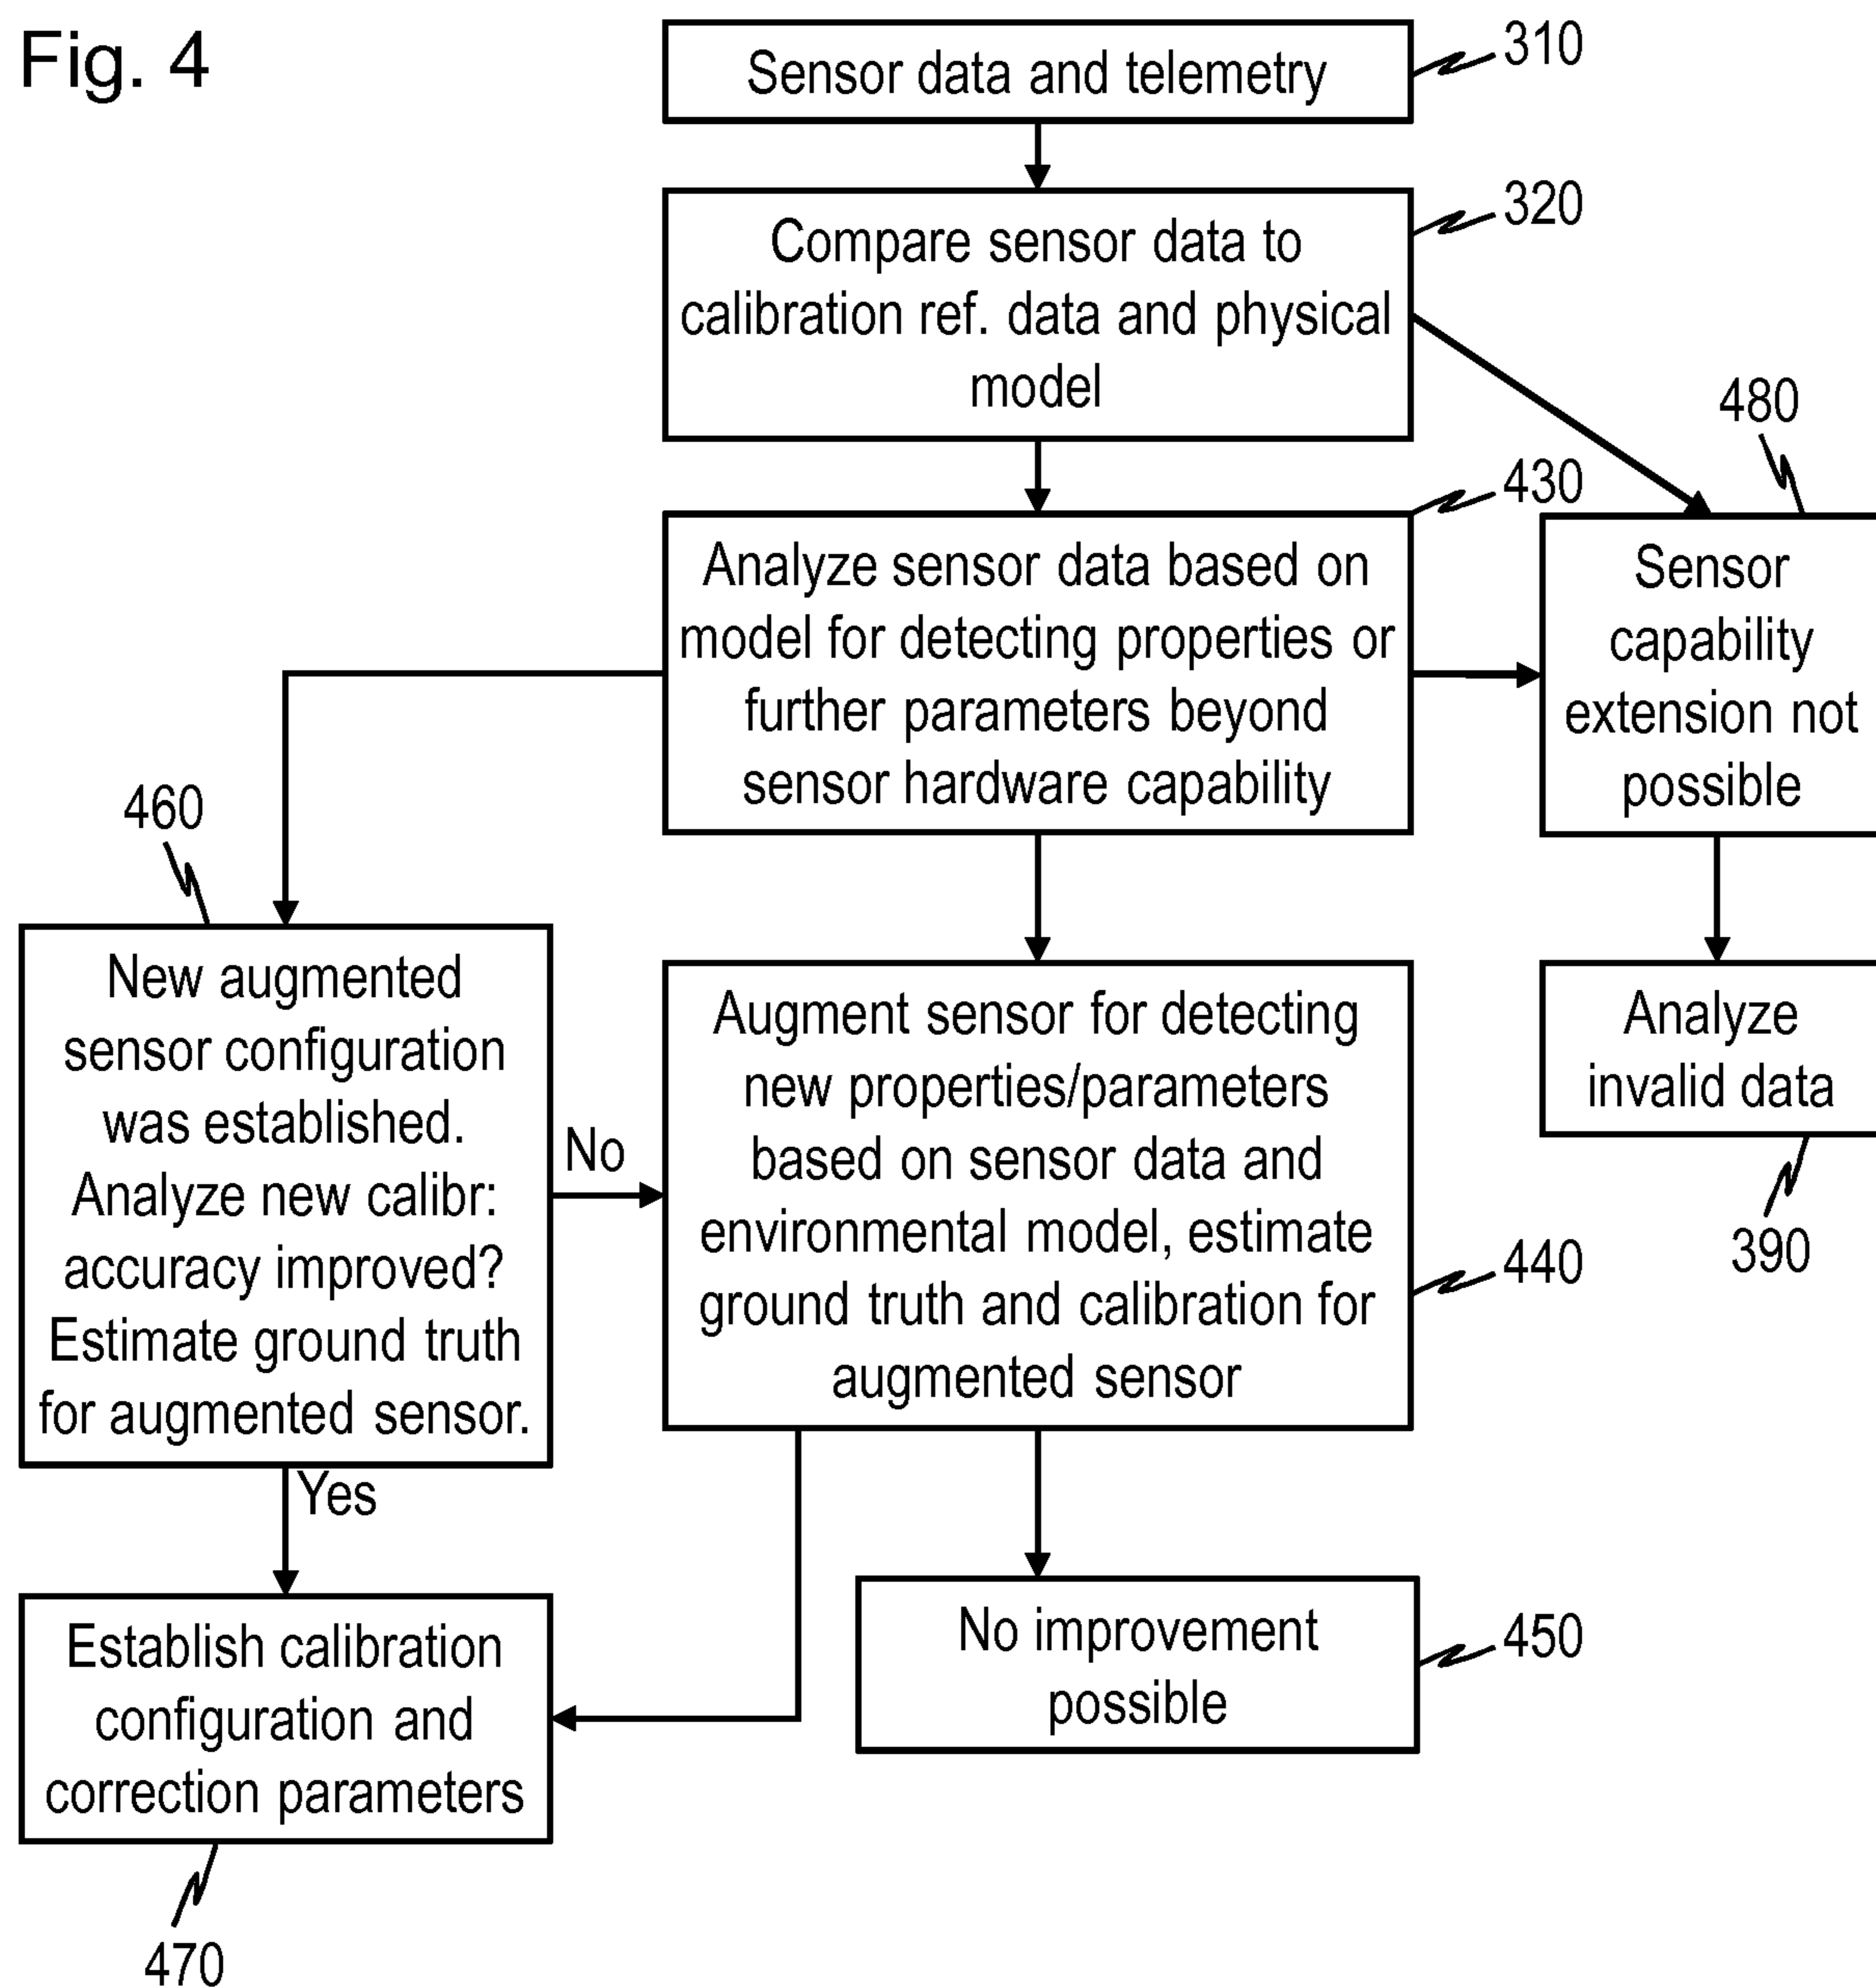 Fig. 4
Sensor data and telemetry
310
Compare sensor data to
calibration ref. data and physical
model
320
480
Analyze sensor data based on
model for detecting properties or
further parameters beyond
sensor hardware capability
430
Sensor
capability
extension not
possible
460
New augmented
sensor configuration
was established.
Analyze new calibr:
accuracy improved?
Estimate ground truth
for augmented sensor.
No
Augment sensor for detecting
new properties/parameters
based on sensor data and
environmental model, estimate
ground truth and calibration for
augmented sensor
440
Analyze
invalid data
390
Yes
Establish calibration
configuration and
correction parameters
470
No improvement
possible
450